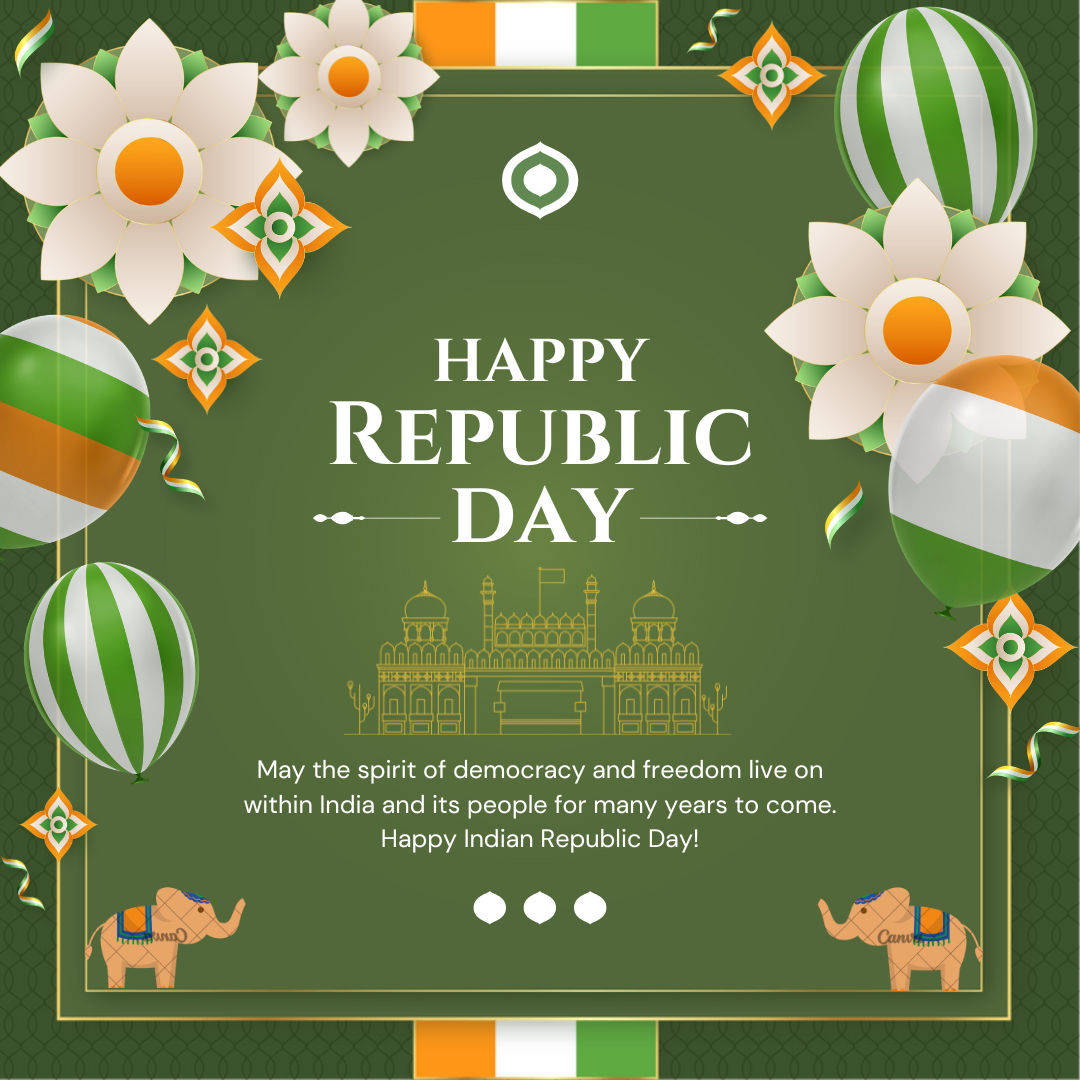 HAPPY
REPUBLIC
DAY
May the spirit of democracy and freedom live on
within India and its people for many years to come.
Happy Indian Republic Day!